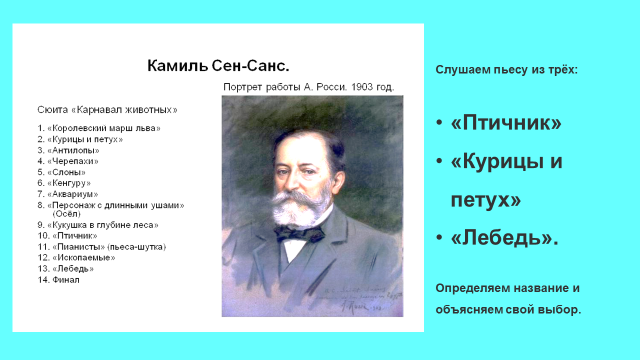 Камиль Сен-Санс.
Портрет работы А. Росси. 1903 год.
Сюита «Карнавал животных»
1. «Королевский марш льва»
2. «Курицы и петух»
3. «Антилопы»
4. «Черепахи»
5. «Слоны»
6. «Кенгуру»
7. «Аквариум»
8. «Персонаж с длинными ушами»
(Осёл)
9. «Кукушка в глубине леса»
10. «Птичник»
11. «Пианисты» (пьеса-шутка)
12. «Ископаемые»
13. «Лебедь»
14. Финал
Слушаем пьесу из трёх:
• «Птичник»
• «Курицы и
петух»
• «Лебедь».
Определяем название и
объясняем свой выбор.